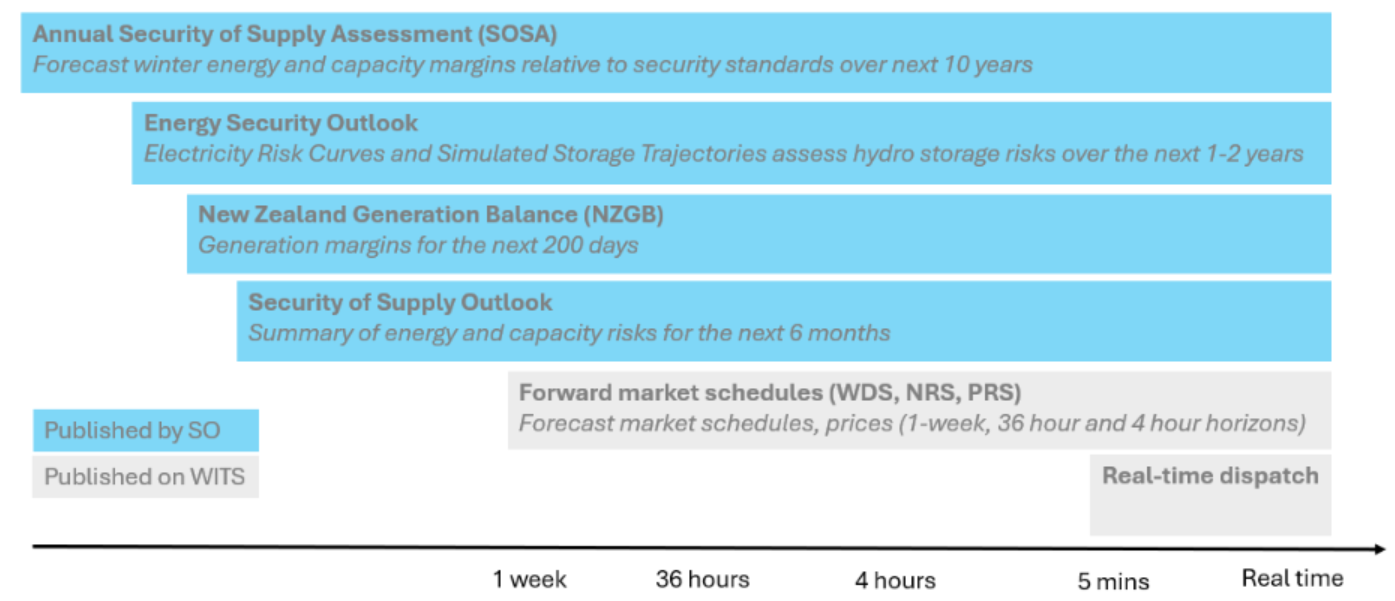 Annual Security of Supply Assessment (SOSA)
Forecast winter energy and capacity margins relative to security standards over next 10 years
Energy Security Outlook
Electricity Risk Curves and Simulated Storage Trajectories assess hydro storage risks over the next 1-2 years
New Zealand Generation Balance (NZGB)
Generation margins for the next 200 days
Security of Supply Outlook
Summary of energy and capacity risks for the next 6 months
Forward market schedules (WDS, NRS, PRS)
Forecast market schedules, prices (1-week, 36 hour and 4 hour horizons)
Published by SO
Published on WITS
Real-time dispatch
1 week
36 hours
4 hours
5 mins
Real time